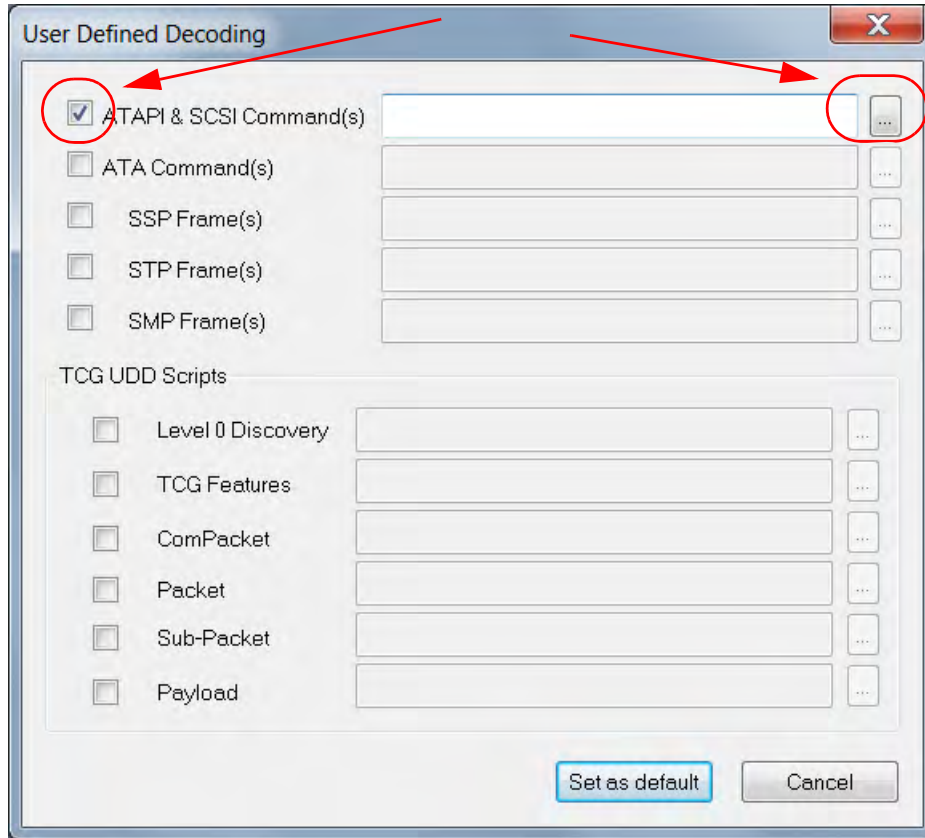 User Defined Decoding
ATAPI & SCSI Command(s) ...
ATA Command(s) ...
SSP Frame(s) ...
STP Frame(s) ...
SMP Frame(s) ...
TCG UDD Scripts
Level 0 Discovery ...
TCG Features ...
ComPacket ...
Packet ...
Sub-Packet ...
Payload ...
Set as default Cancel